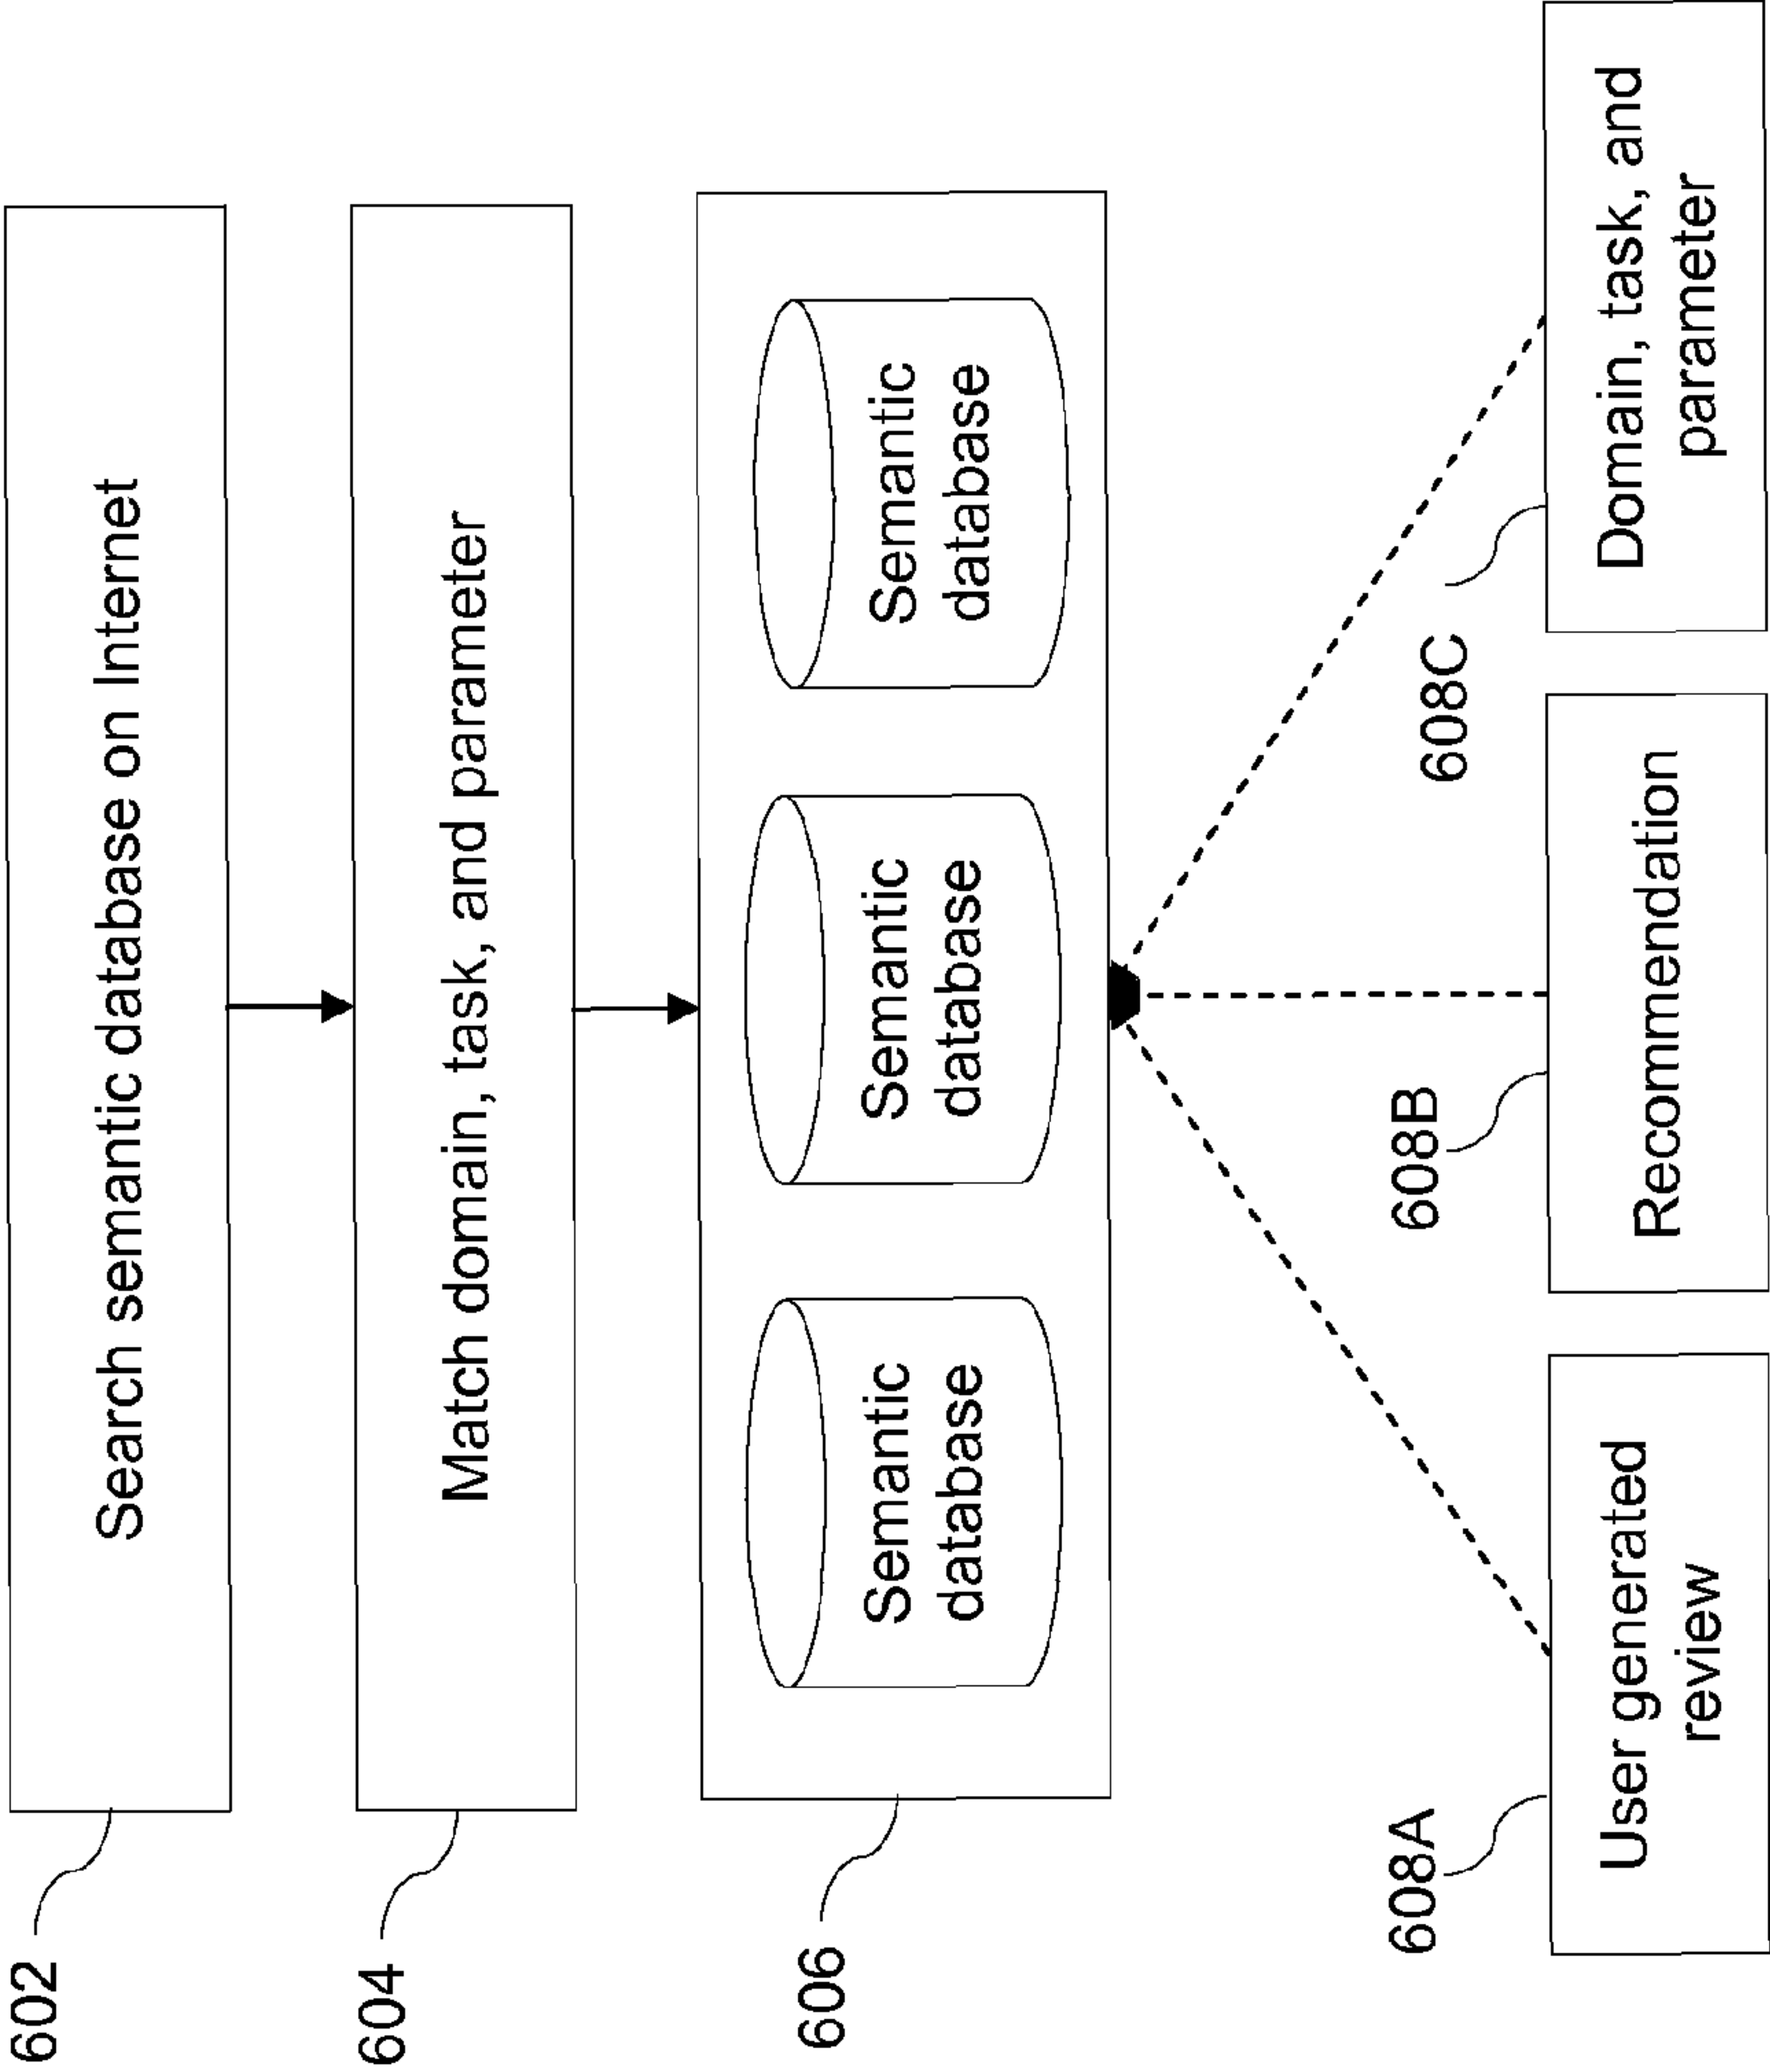 602
Search semantic database on Internet
604
Match domain, task, and parameter
606
Semantic
database
Semantic
database
Semantic
database
608A
User generated
review
608B
Recommendation
608C
Domain, task, and
parameter